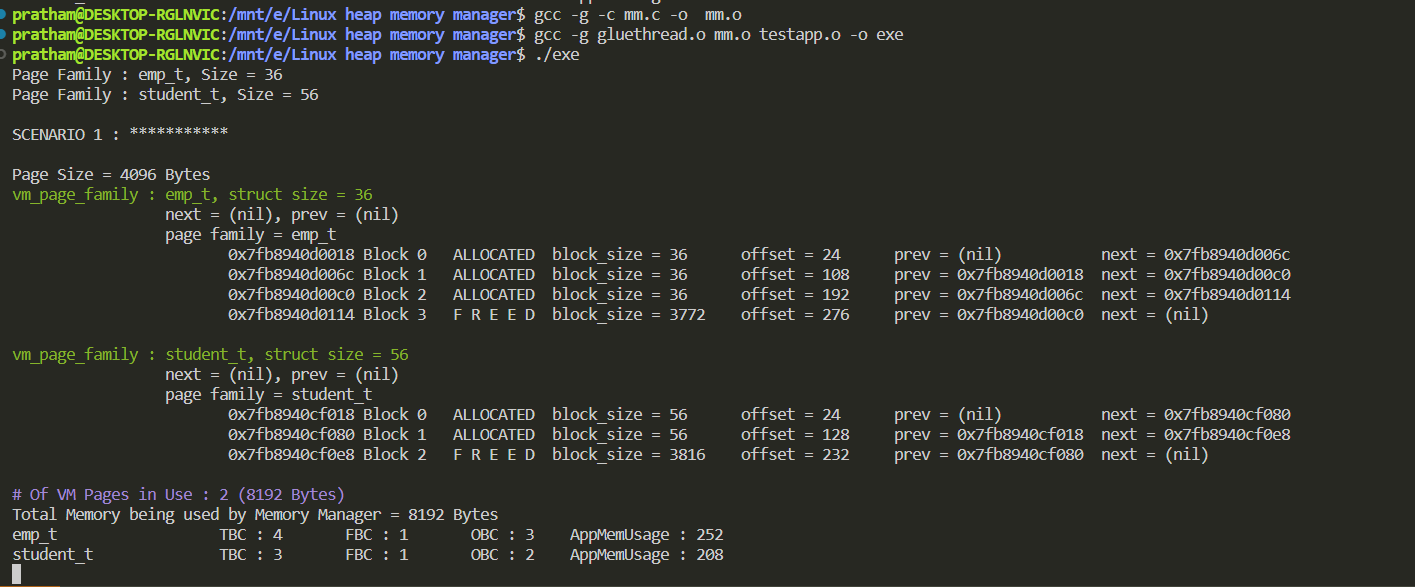 pratham@DESKTOP-RGLNVIC:/mnt/e/Linux heap memory manager$ gcc -g -c mm.c -o  mm.o
pratham@DESKTOP-RGLNVIC:/mnt/e/Linux heap memory manager$ gcc -g gluethread.o mm.o testapp.o -o exe
pratham@DESKTOP-RGLNVIC:/mnt/e/Linux heap memory manager$ ./exe
Page Family : emp_t, Size = 36
Page Family : student_t, Size = 56
SCENARIO 1 : ***********
Page Size = 4096 Bytes
vm_page_family : emp_t, struct size = 36
next = (nil), prev = (nil)
page family = emp_t
0x7fb8940d0018 Block 0   ALLOCATED  block_size = 36      offset = 24      prev = (nil)           next = 0x7fb8940d006c
0x7fb8940d006c Block 1   ALLOCATED  block_size = 36      offset = 108     prev = 0x7fb8940d0018  next = 0x7fb8940d00c0
0x7fb8940d00c0 Block 2   ALLOCATED  block_size = 36      offset = 192     prev = 0x7fb8940d006c  next = 0x7fb8940d0114
0x7fb8940d0114 Block 3   F R E E D  block_size = 3772    offset = 276     prev = 0x7fb8940d00c0  next = (nil)
vm_page_family : student_t, struct size = 56
next = (nil), prev = (nil)
page family = student_t
0x7fb8940cf018 Block 0   ALLOCATED  block_size = 56      offset = 24      prev = (nil)           next = 0x7fb8940cf080
0x7fb8940cf080 Block 1   ALLOCATED  block_size = 56      offset = 128     prev = 0x7fb8940cf018  next = 0x7fb8940cf0e8
0x7fb8940cf0e8 Block 2   F R E E D  block_size = 3816    offset = 232     prev = 0x7fb8940cf080  next = (nil)
# Of VM Pages in Use : 2 (8192 Bytes)
Total Memory being used by Memory Manager = 8192 Bytes
emp_t                  TBC : 4       FBC : 1      OBC : 3    AppMemUsage : 252
student_t              TBC : 3       FBC : 1      OBC : 2    AppMemUsage : 208